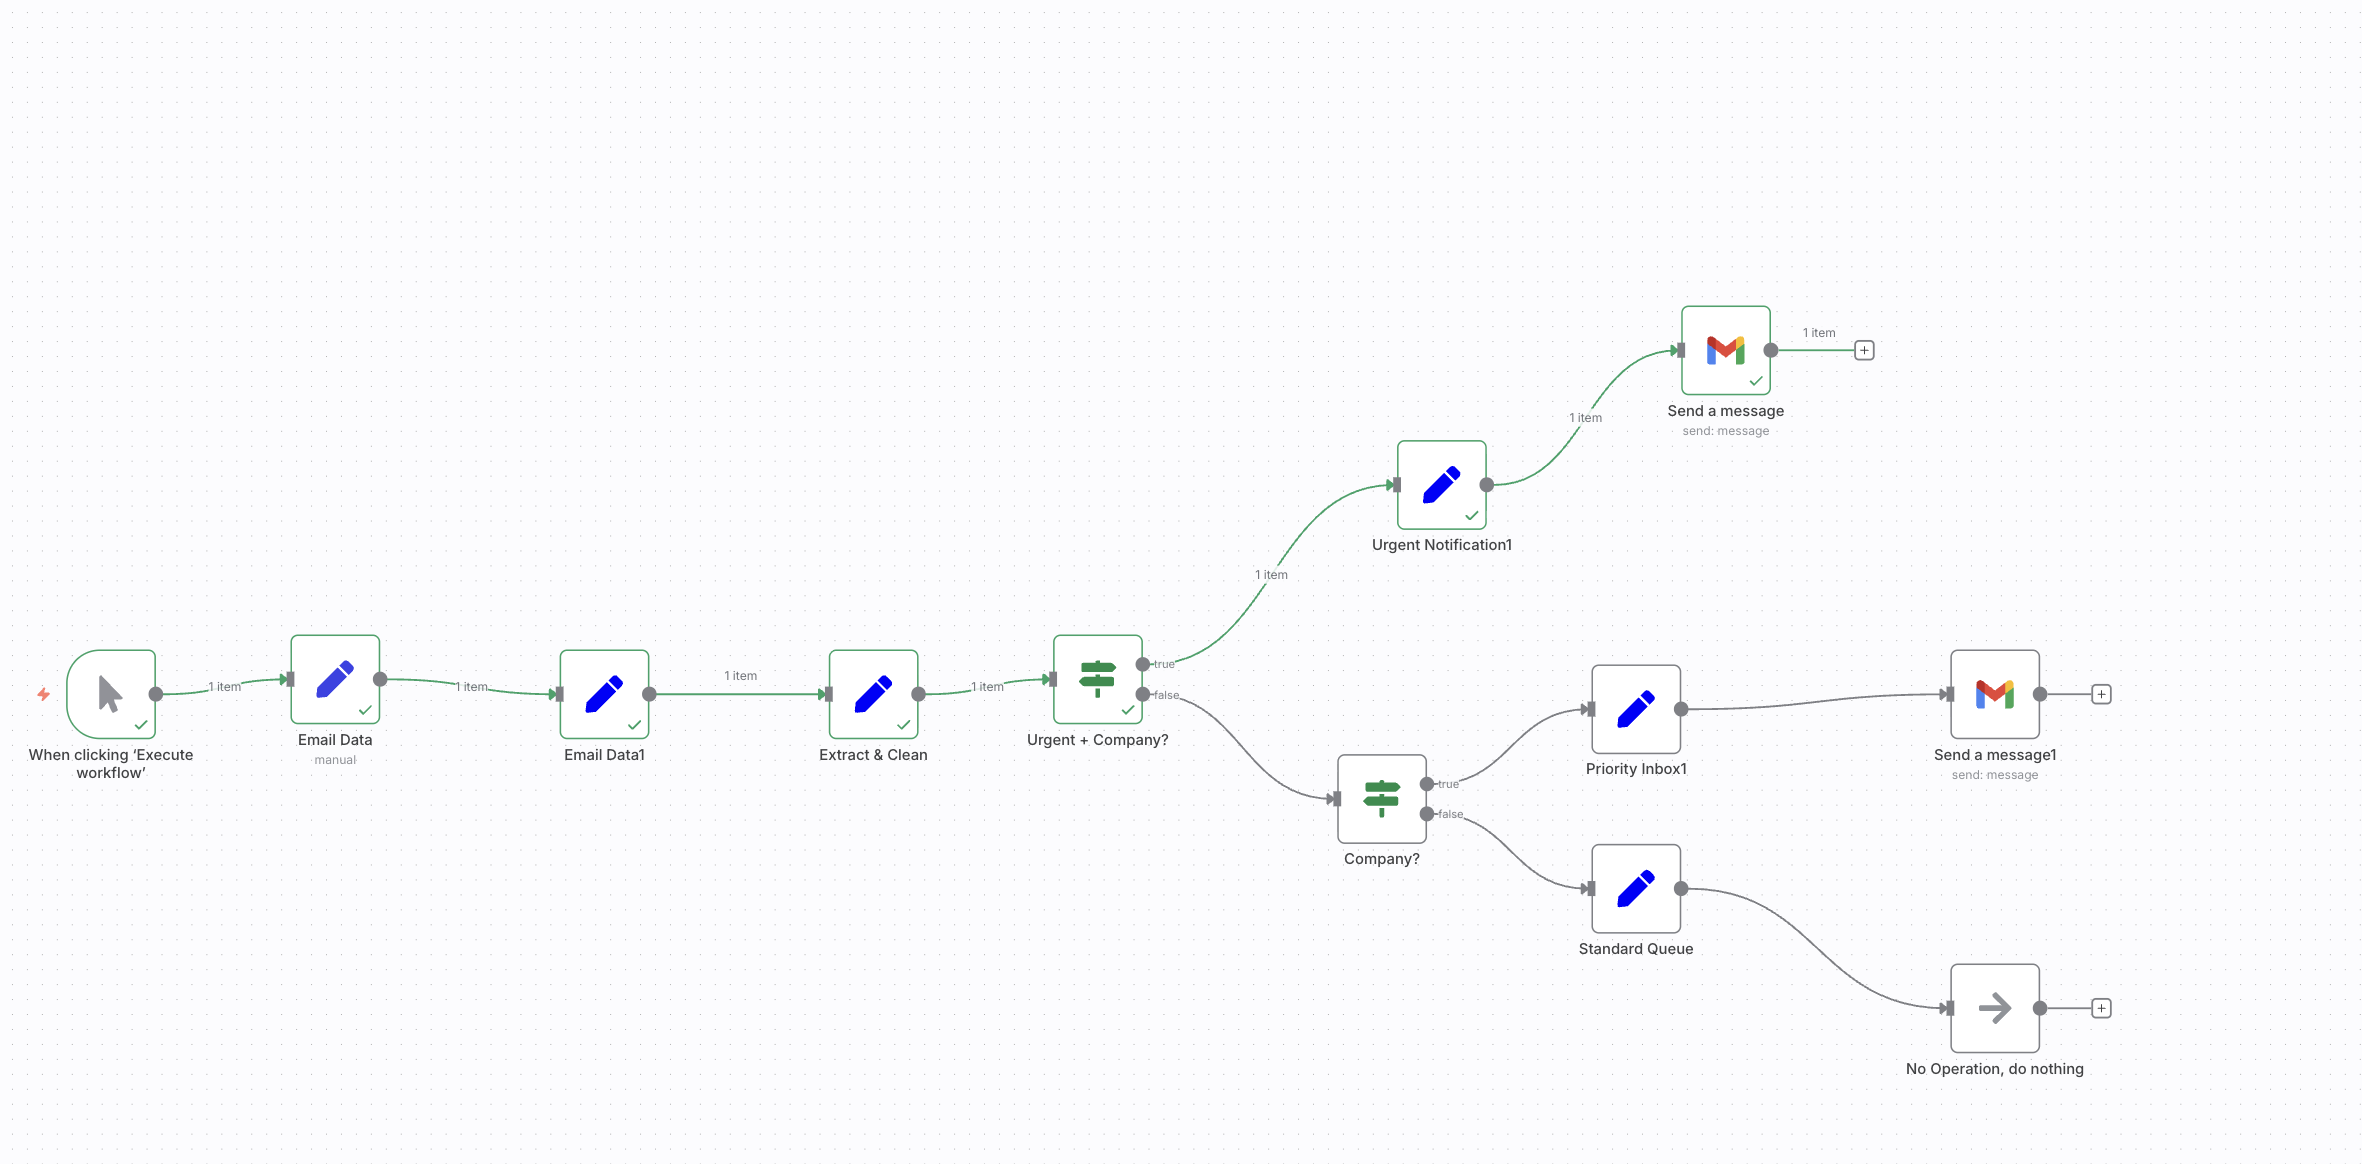 1 item
Send a message
send: message
1 item
Urgent Notification1
1 item
When clicking ‘Execute
workflow’
1 item
Email Data
manual
1 item
Email Data1
1 item
Extract & Clean
1 item
Urgent + Company?
true
false
Company?
true
false
Priority Inbox1
Send a message1
send: message
Standard Queue
No Operation, do nothing